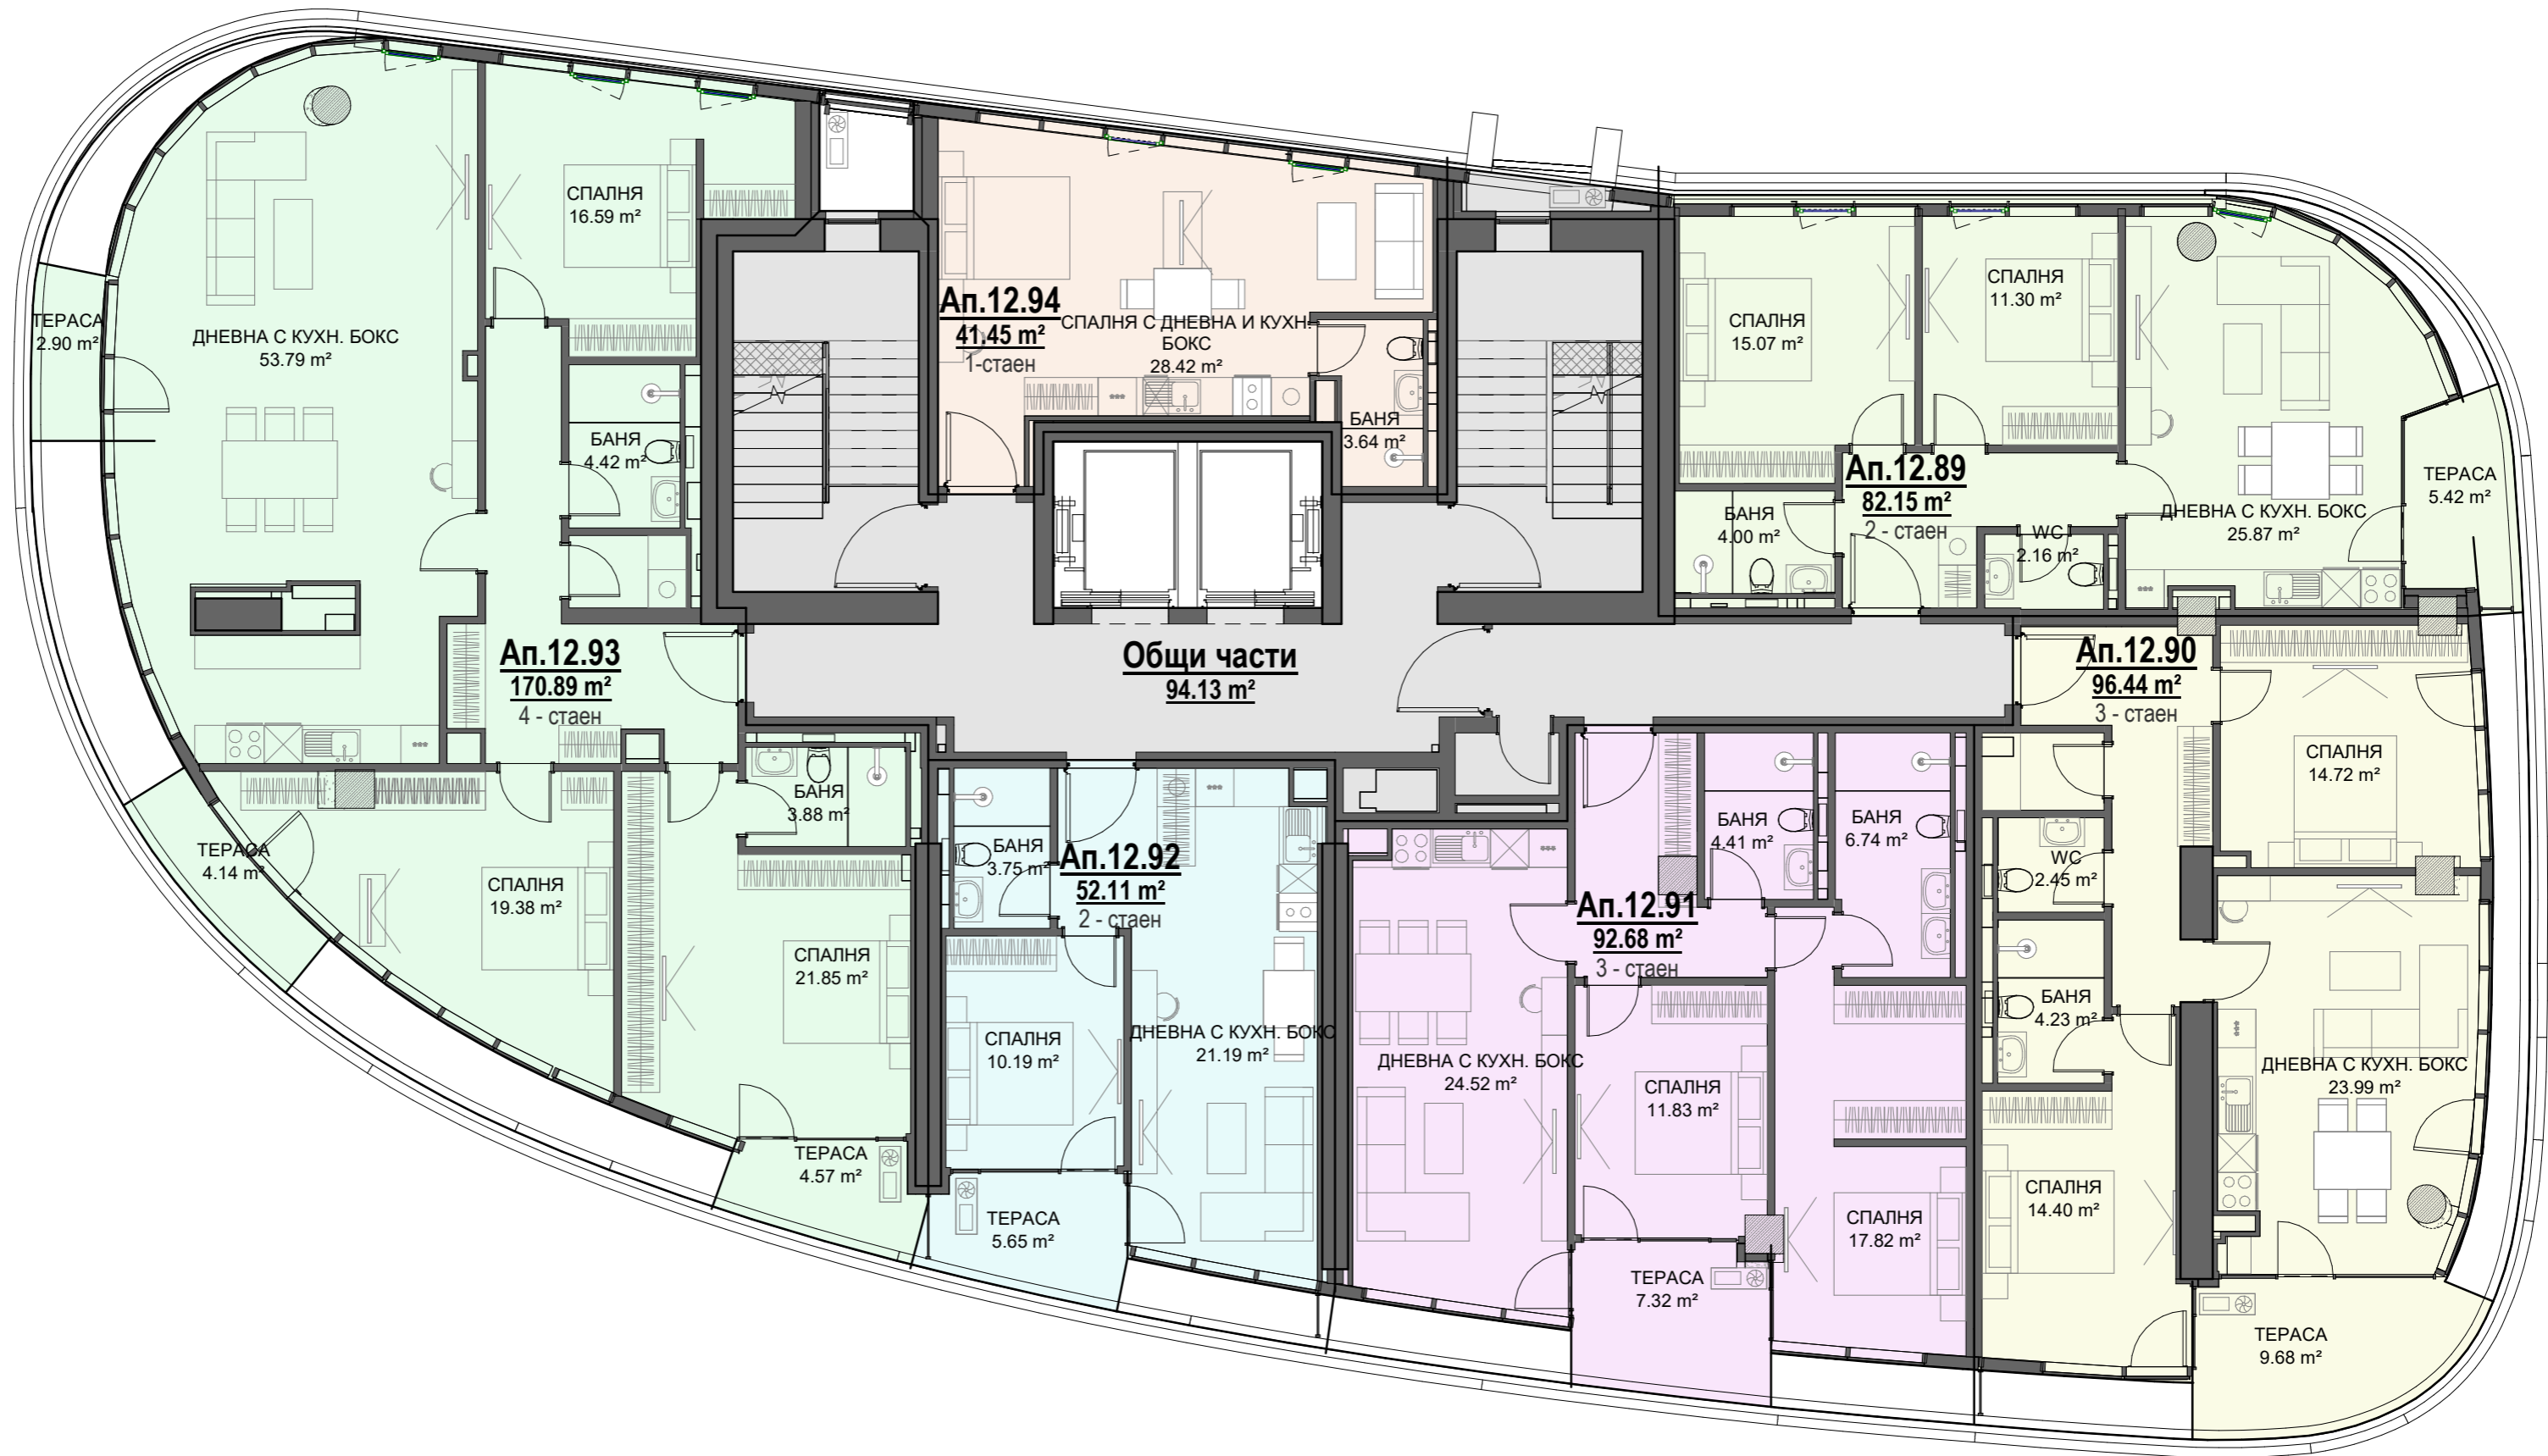 ТЕРАСА
2.90 m²
ДНЕВНА С КУХН. БОКС
53.79 m²
СПАЛНЯ
16.59 m²
БАНЯ
4.42 m²
Ап.12.93
170.89 m²
4 - стаен
ТЕРАСА
4.14 m²
СПАЛНЯ
19.38 m²
БАНЯ
3.88 m²
СПАЛНЯ
21.85 m²
ТЕРАСА
4.57 m²
Ап.12.94
41.45 m²
1-стаен
СПАЛНЯ С ДНЕВНА И КУХН.
БОКС
28.42 m²
БАНЯ
3.64 m²
Общи части
94.13 m²
СПАЛНЯ
15.07 m²
СПАЛНЯ
11.30 m²
Ап.12.89
82.15 m²
2 - стаен
БАНЯ
4.00 m²
WC
2.16 m²
ДНЕВНА С КУХН. БОКС
25.87 m²
ТЕРАСА
5.42 m²
Ап.12.90
96.44 m²
3 - стаен
СПАЛНЯ
14.72 m²
WC
2.45 m²
БАНЯ
4.23 m²
ДНЕВНА С КУХН. БОКС
23.99 m²
СПАЛНЯ
14.40 m²
ТЕРАСА
9.68 m²
БАНЯ
3.75 m²
Ап.12.92
52.11 m²
2 - стаен
СПАЛНЯ
10.19 m²
ДНЕВНА С КУХН. БОКС
21.19 m²
ТЕРАСА
5.65 m²
БАНЯ
4.41 m²
БАНЯ
6.74 m²
Ап.12.91
92.68 m²
3 - стаен
ДНЕВНА С КУХН. БОКС
24.52 m²
СПАЛНЯ
11.83 m²
СПАЛНЯ
17.82 m²
ТЕРАСА
7.32 m²